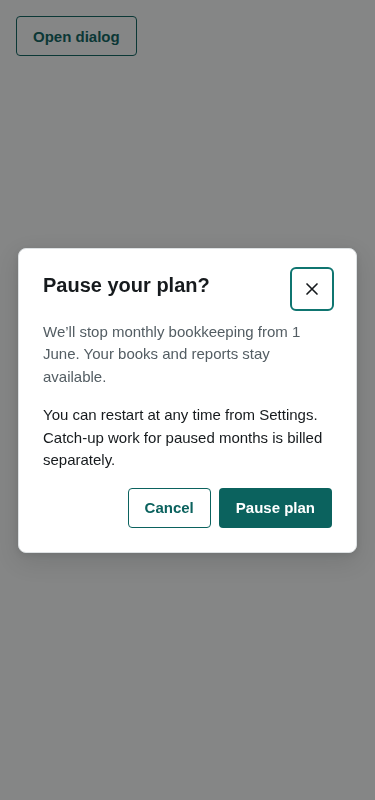 Open dialog
Pause your plan?
We’ll stop monthly bookkeeping from 1
June. Your books and reports stay
available.
You can restart at any time from Settings.
Catch-up work for paused months is billed
separately.
Cancel
Pause plan